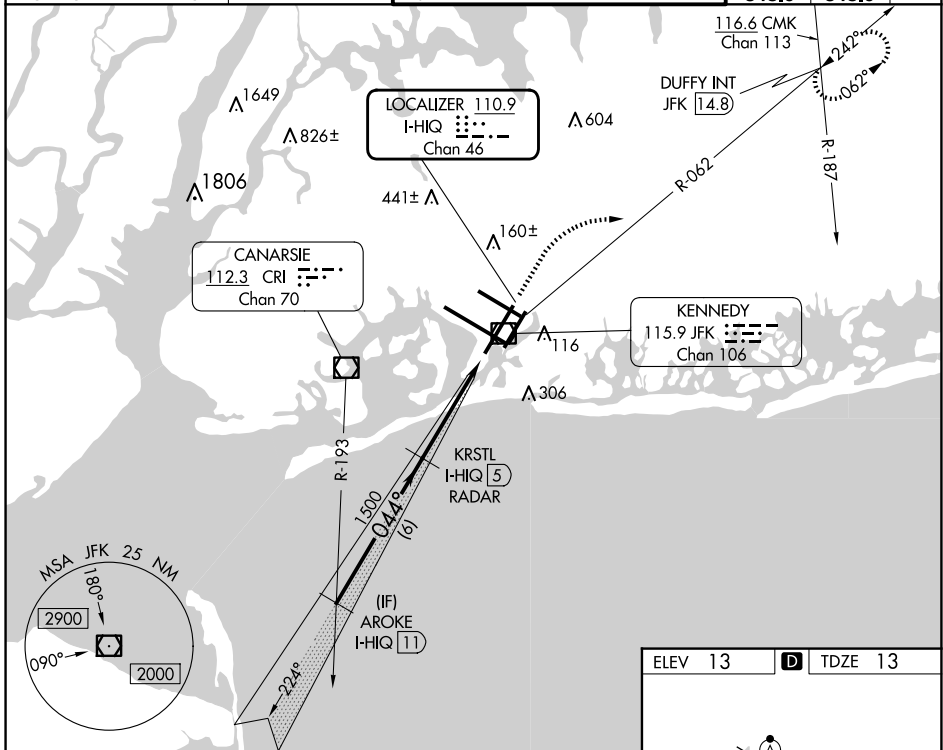 116.6 CMK
Chan 113
242°
062°
DUFFY INT
JFK 14.8
1649
LOCALIZER 110.9
I-HIQ
Chan 46
604
826±
R-062
R-187
1806
441±
160±
CANARSIE
112.3 CRI
Chan 70
KENNEDY
115.9 JFK
Chan 106
116
306
R-193
KRSTL
I-HIQ 5
RADAR
1500
044°
(6)
MSA JFK 25 NM
180°
2900
090°
2000
(IF)
AROKE
I-HIQ 11
224°
ELEV 13 D TDZE 13
A